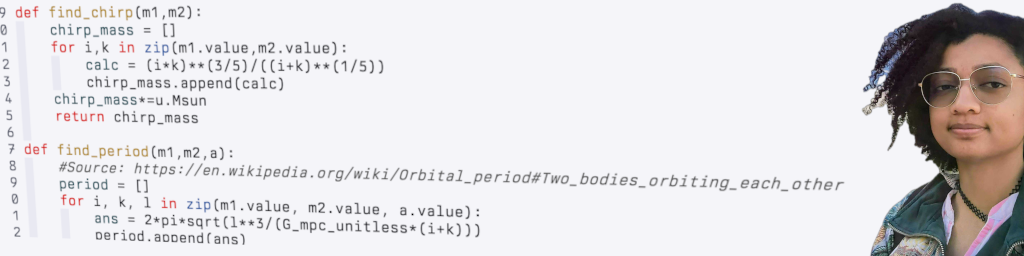 9 def find_chirp(m1,m2):
0 chirp_mass = []
1 for i,k in zip(m1.value,m2.value):
2 calc = (i*k)**(3/5)/((i+k)**(1/5))
3 chirp_mass.append(calc)
4 chirp_mass*=u.Msun
5 return chirp_mass
6
7 def find_period(m1,m2,a):
8 #Source: https://en.wikipedia.org/wiki/Orbital_period#Two_bodies_orbiting_each_other
9 period = []
0 for i, k, l in zip(m1.value, m2.value, a.value):
1 ans = 2*pi*sqrt(l**3/(G_mpc_unitless*(i+k)))
2 period.append(ans)